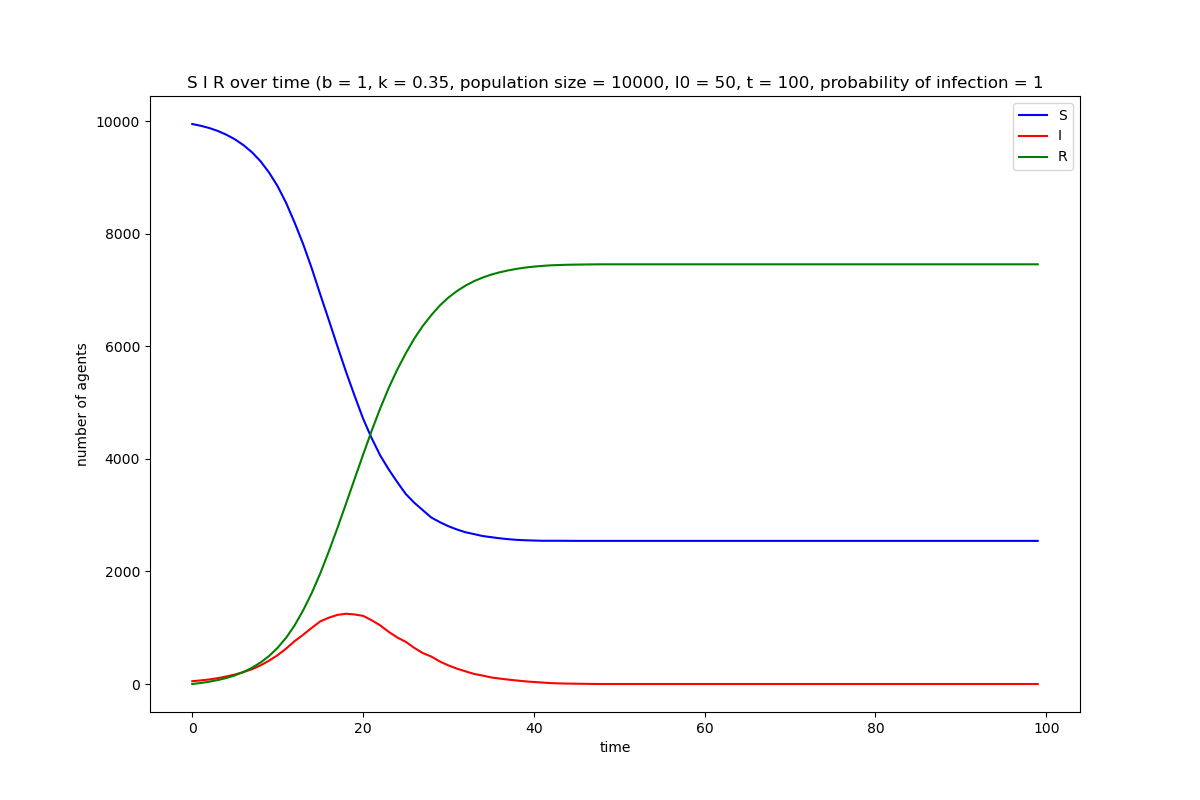 S I R over time (b = 1, k = 0.35, population size = 10000, I0 = 50, t = 100, probability of infection = 1
S
I
R
number of agents
10000
8000
6000
4000
2000
0
0 20 40 60 80 100
time